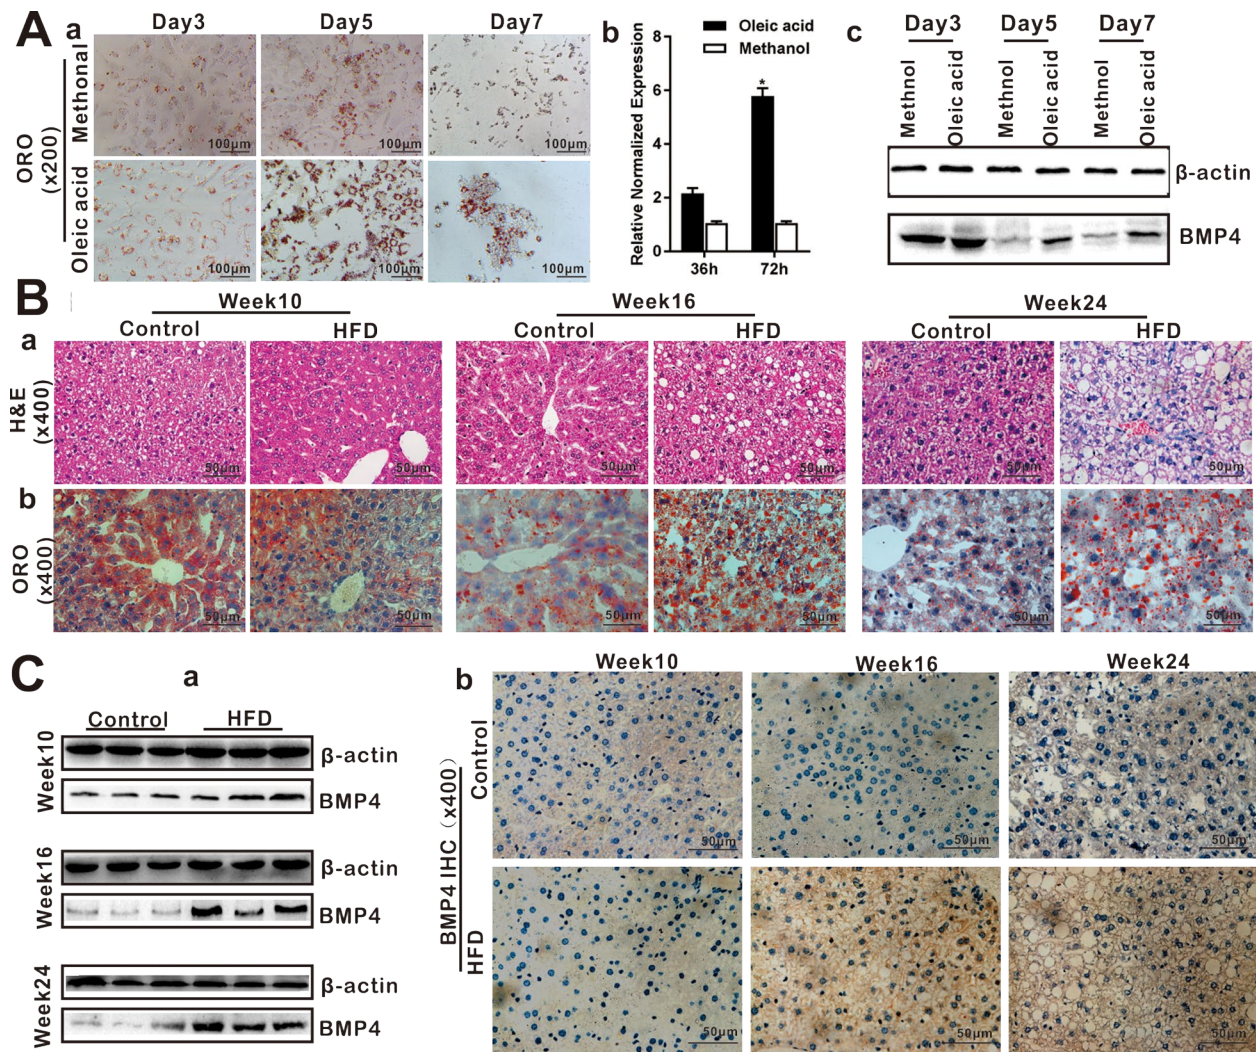 A
a
Day3
Day5
Day7
ORO
(x200)
Methonal
Oleic acid
100μm
100μm
100μm
100μm
100μm
100μm
b
Relative Normalized Expression
8
6
4
2
0
Oleic acid
Methanol
*
36h
72h
c
Day3
Day5
Day7
Methnol
Oleic acid
Methnol
Oleic acid
Methnol
Oleic acid
β-actin
BMP4
B
Week10
Week16
Week24
Control
HFD
Control
HFD
Control
HFD
a
H&E
(x400)
50μm
50μm
50μm
50μm
50μm
50μm
b
ORO
(x400)
50μm
50μm
50μm
50μm
50μm
50μm
C
a
Control
HFD
Week10
β-actin
BMP4
Week16
β-actin
BMP4
Week24
β-actin
BMP4
b
Week10
Week16
Week24
BMP4 IHC (x400)
Control
HFD
50μm
50μm
50μm
50μm
50μm
50μm